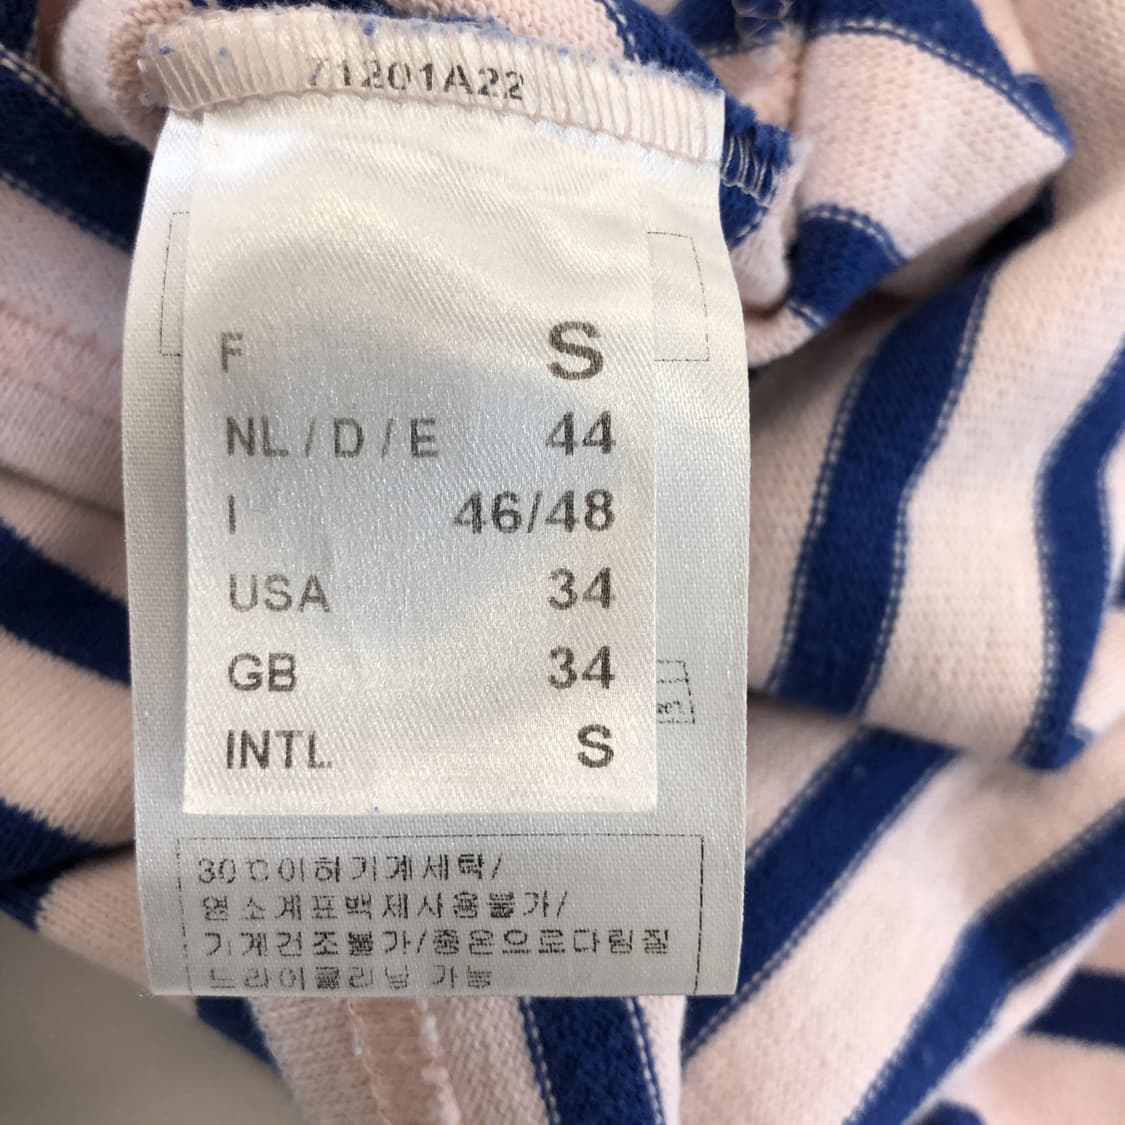 71201A22
F S
NL / D / E 44
I 46/48
USA 34
GB 34
INTL S
30℃이하기계세탁/
염소계표백제사용불가/
기계건조불가/중온으로다림질
드라이클리닝 가능